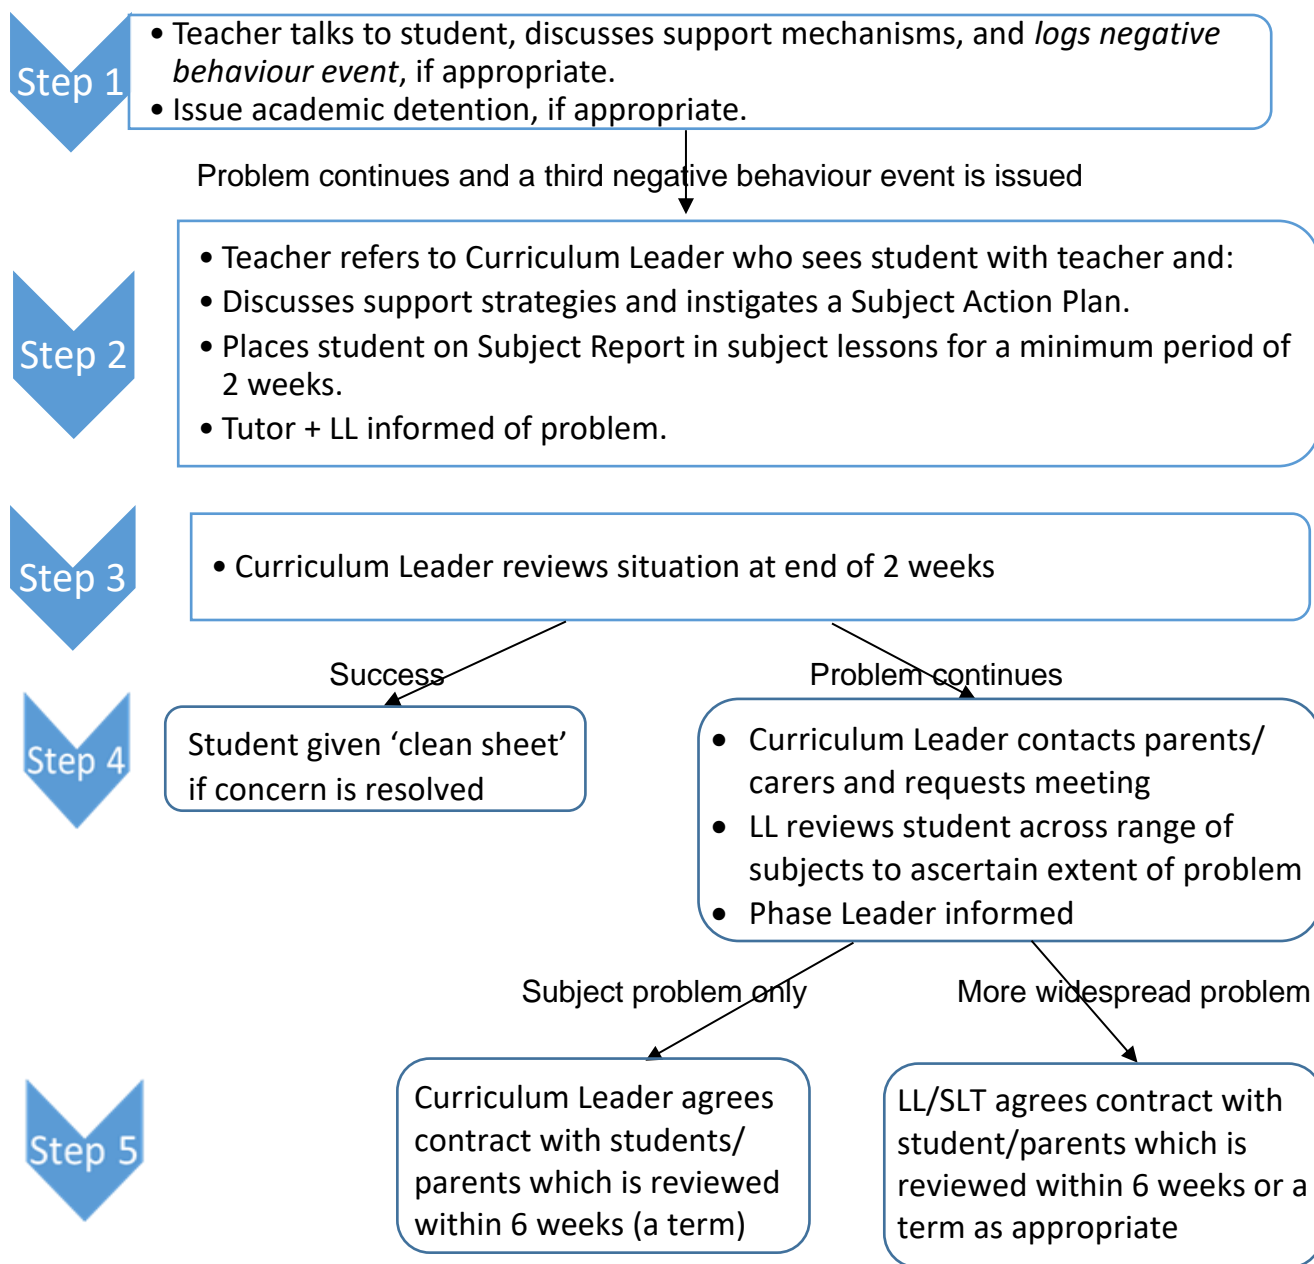 Step 1
• Teacher talks to student, discusses support mechanisms, and logs negative
behaviour event, if appropriate.
• Issue academic detention, if appropriate.
Problem continues and a third negative behaviour event is issued
Step 2
• Teacher refers to Curriculum Leader who sees student with teacher and:
• Discusses support strategies and instigates a Subject Action Plan.
• Places student on Subject Report in subject lessons for a minimum period of
2 weeks.
• Tutor + LL informed of problem.
Step 3
• Curriculum Leader reviews situation at end of 2 weeks
Success
Problem continues
Step 4
Student given ‘clean sheet’
if concern is resolved
• Curriculum Leader contacts parents/
carers and requests meeting
• LL reviews student across range of
subjects to ascertain extent of problem
• Phase Leader informed
Subject problem only
More widespread problem
Step 5
Curriculum Leader agrees
contract with students/
parents which is reviewed
within 6 weeks (a term)
LL/SLT agrees contract with
student/parents which is
reviewed within 6 weeks or a
term as appropriate